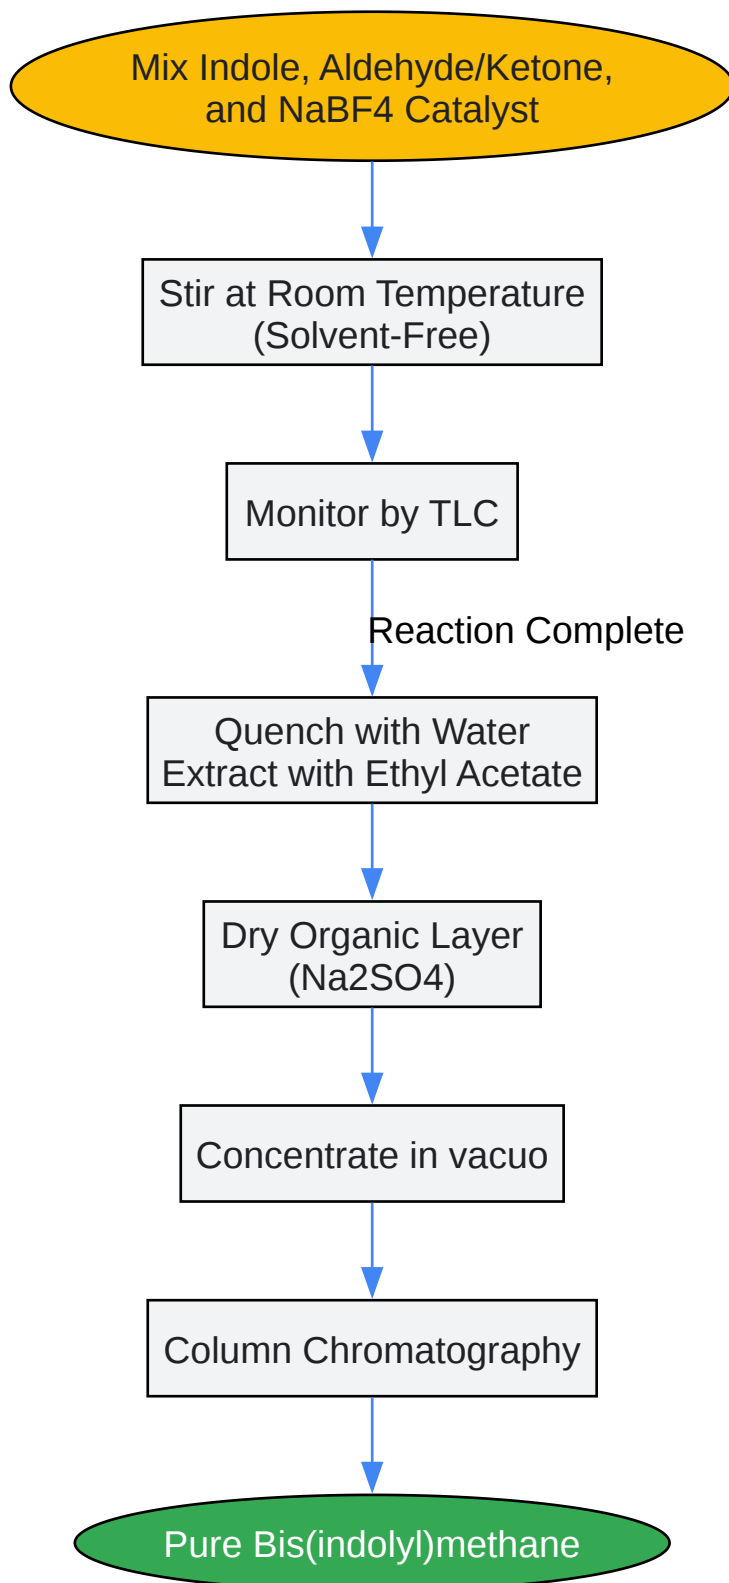 Mix Indole, Aldehyde/Ketone,
and NaBF4 Catalyst
Stir at Room Temperature
(Solvent-Free)
Monitor by TLC
Reaction Complete
Quench with Water
Extract with Ethyl Acetate
Dry Organic Layer
(Na2SO4)
Concentrate in vacuo
Column Chromatography
Pure Bis(indolyl)methane